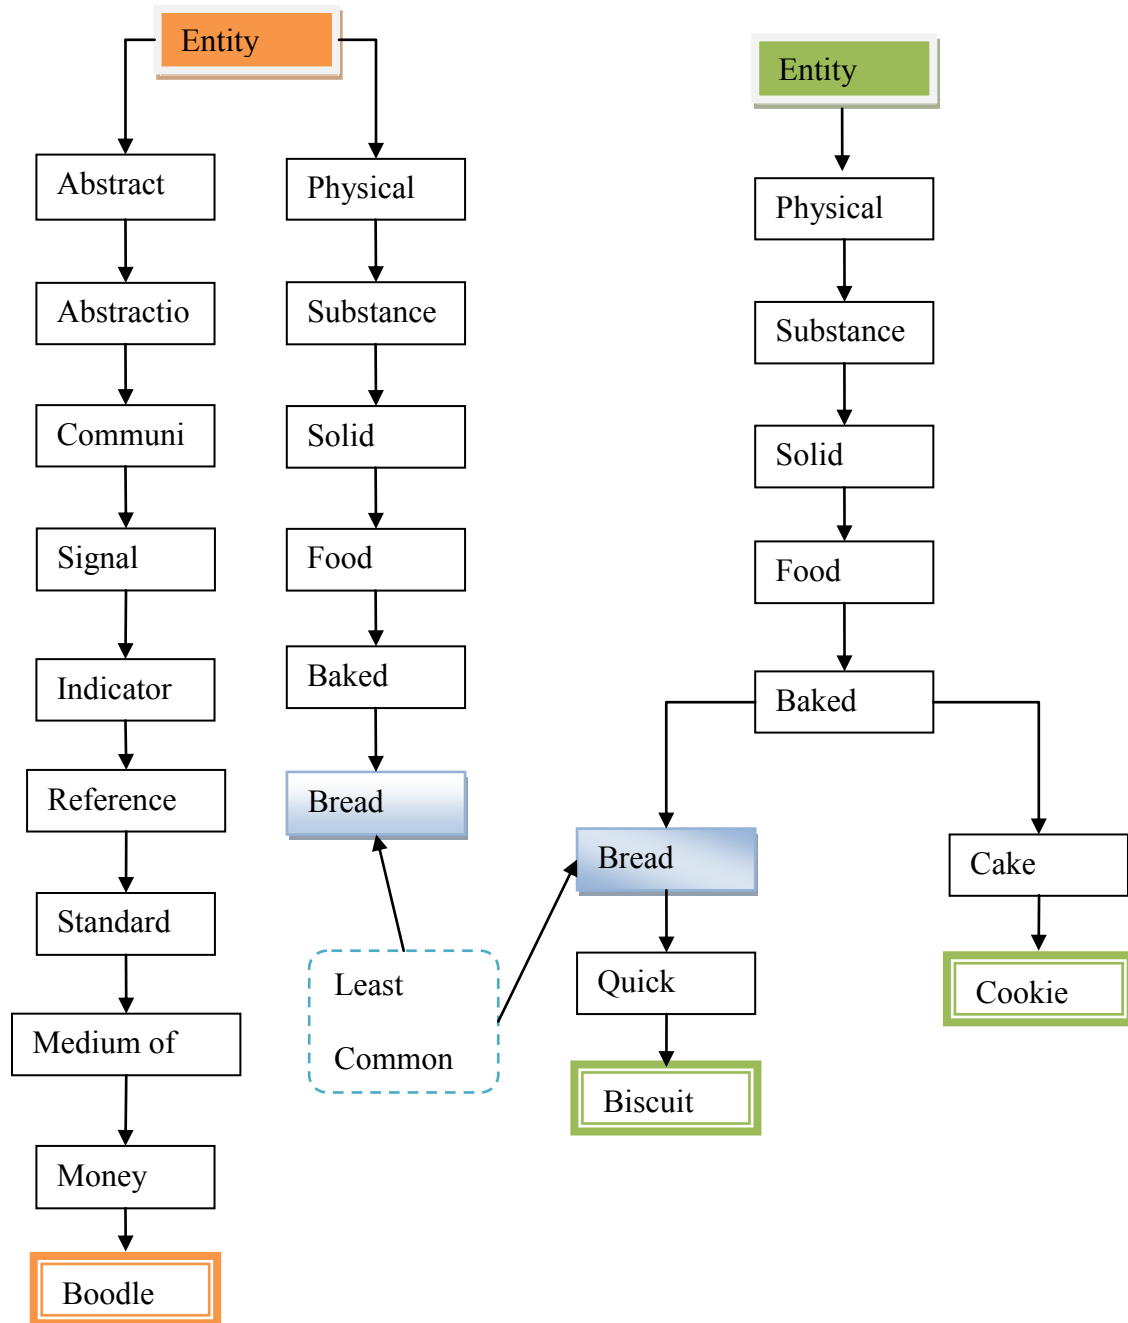 Entity
Abstract
Abstractio
Communi
Signal
Indicator
Reference
Standard
Medium of
Money
Boodle
Physical
Substance
Solid
Food
Baked
Bread
Least
Common
Entity
Physical
Substance
Solid
Food
Baked
Bread
Quick
Biscuit
Cake
Cookie